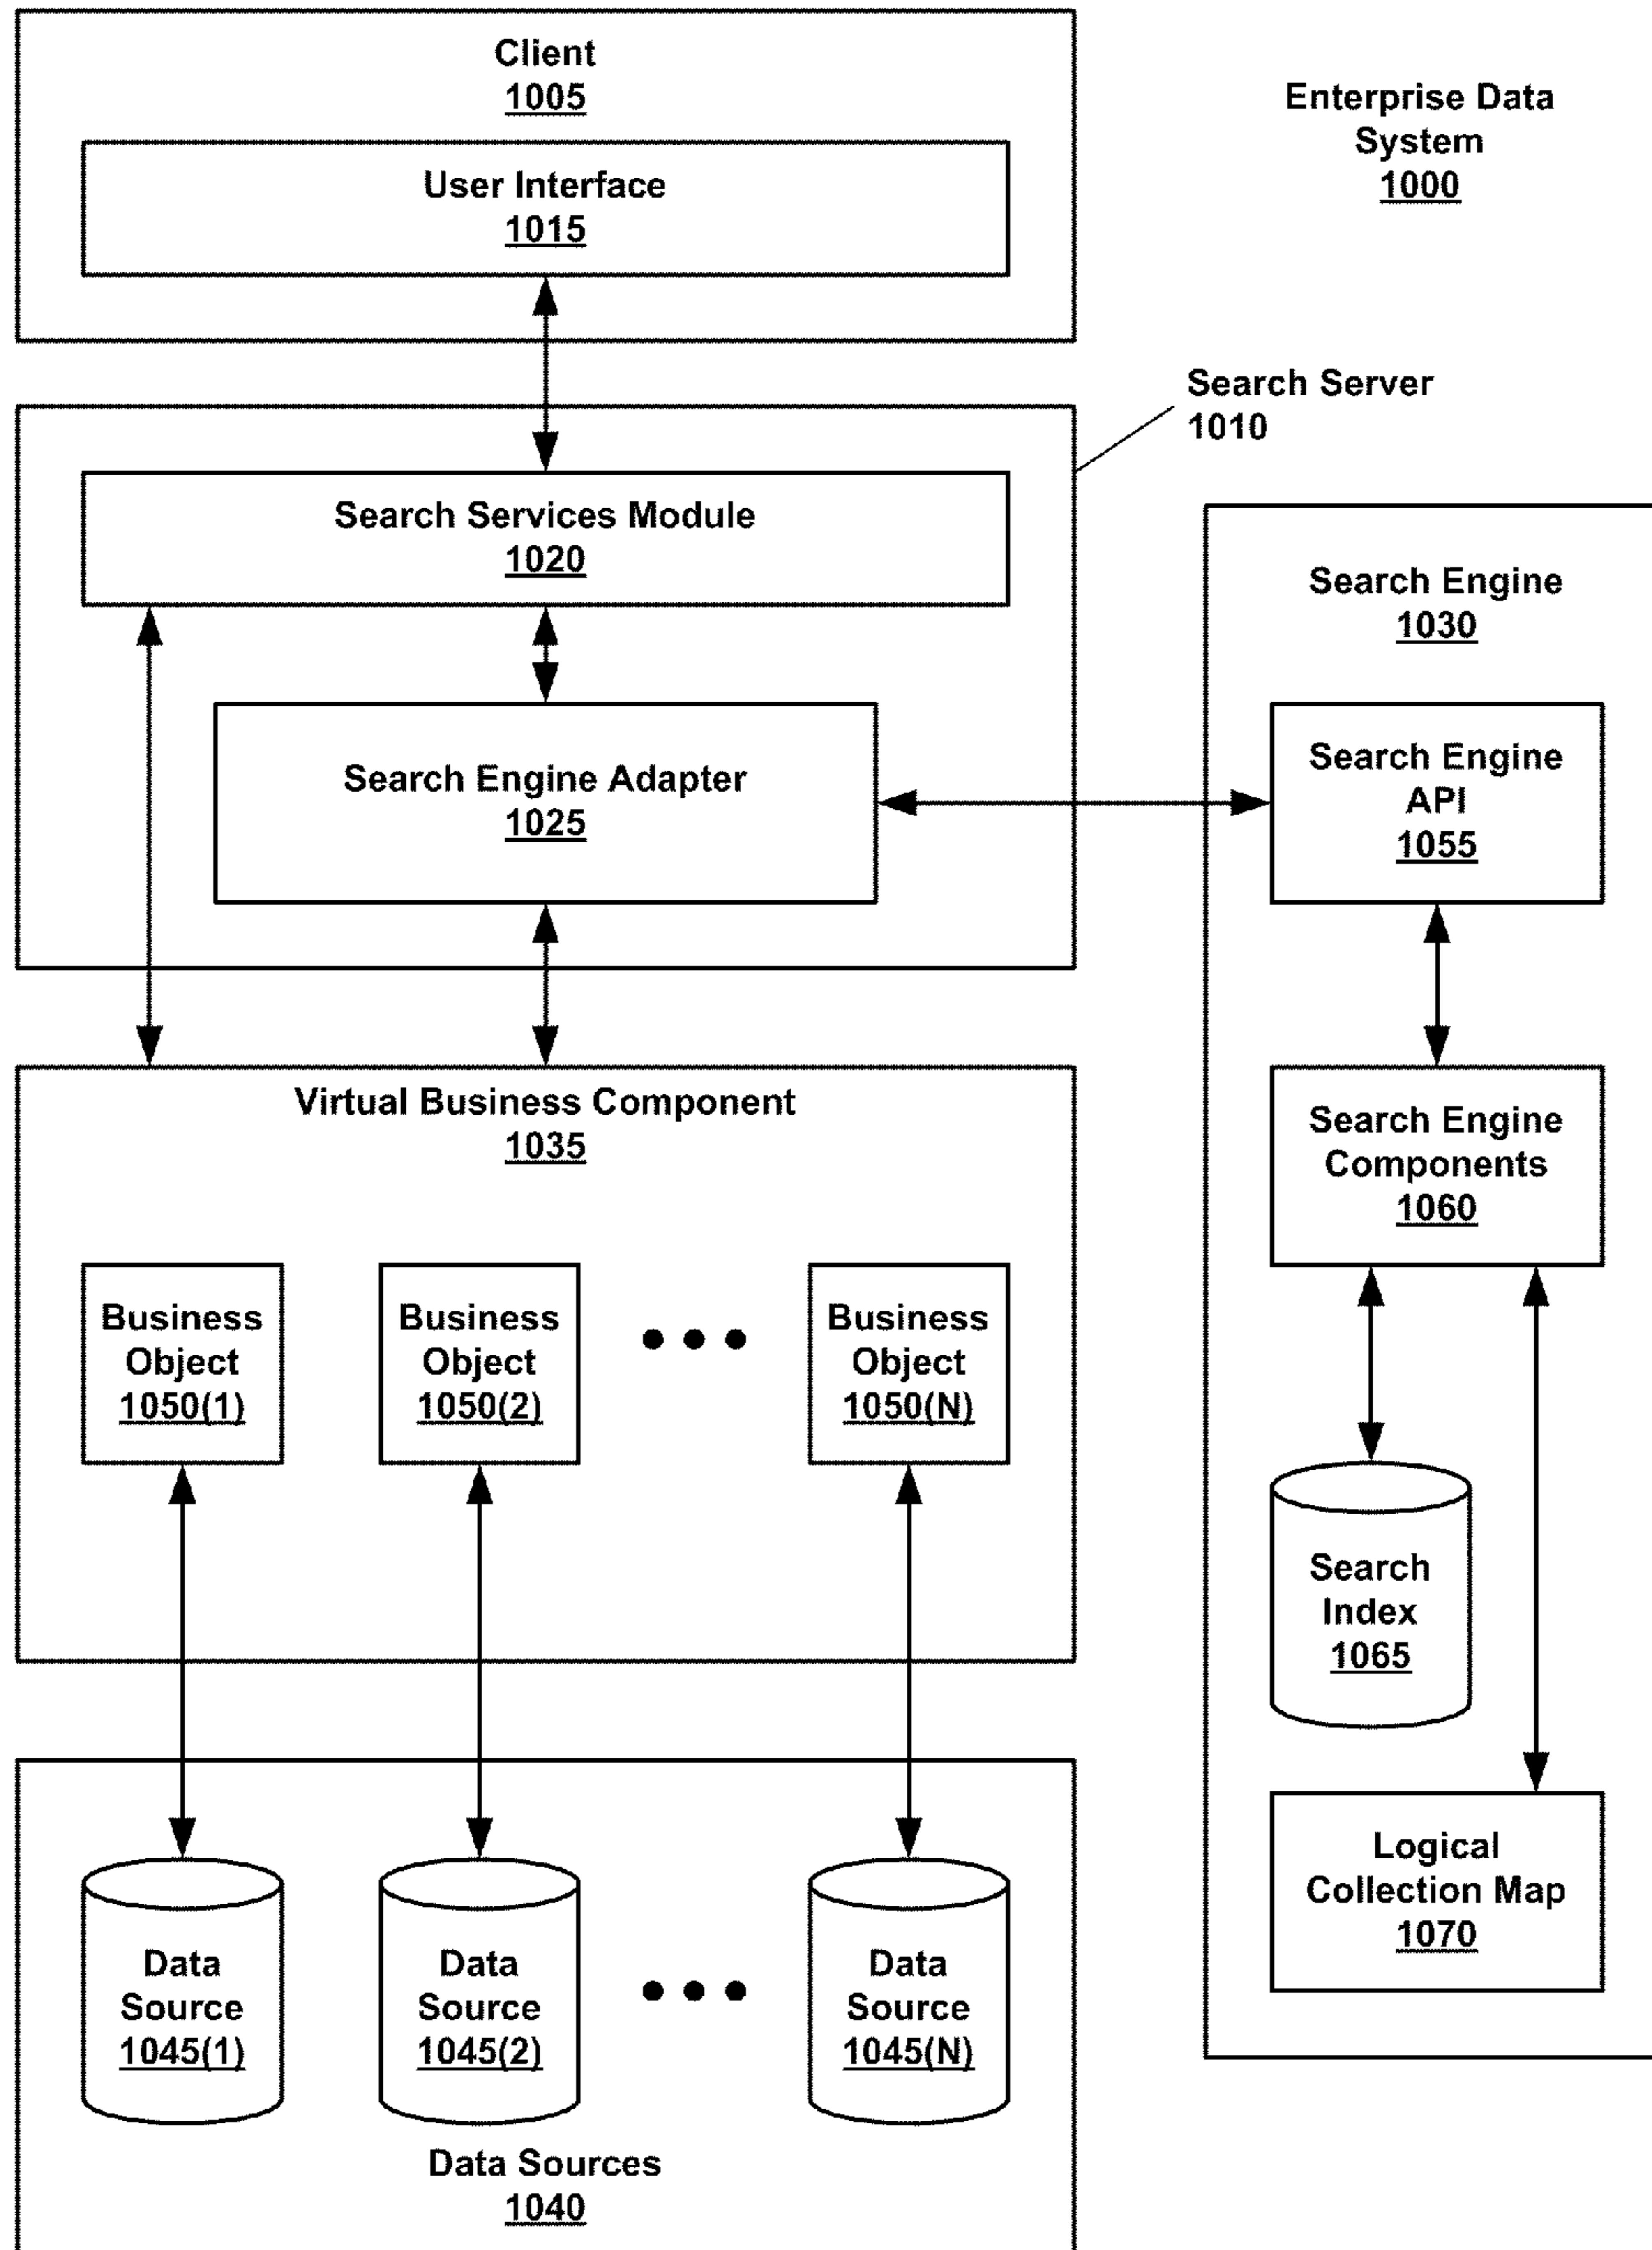 Client
1005
User Interface
1015
Enterprise Data
System
1000
Search Server
1010
Search Services Module
1020
Search Engine Adapter
1025
Search Engine
1030
Search Engine
API
1055
Search Engine
Components
1060
Search
Index
1065
Logical
Collection Map
1070
Virtual Business Component
1035
Business
Object
1050(1)
Business
Object
1050(2)
Business
Object
1050(N)
Data
Source
1045(1)
Data
Source
1045(2)
Data
Source
1045(N)
Data Sources
1040